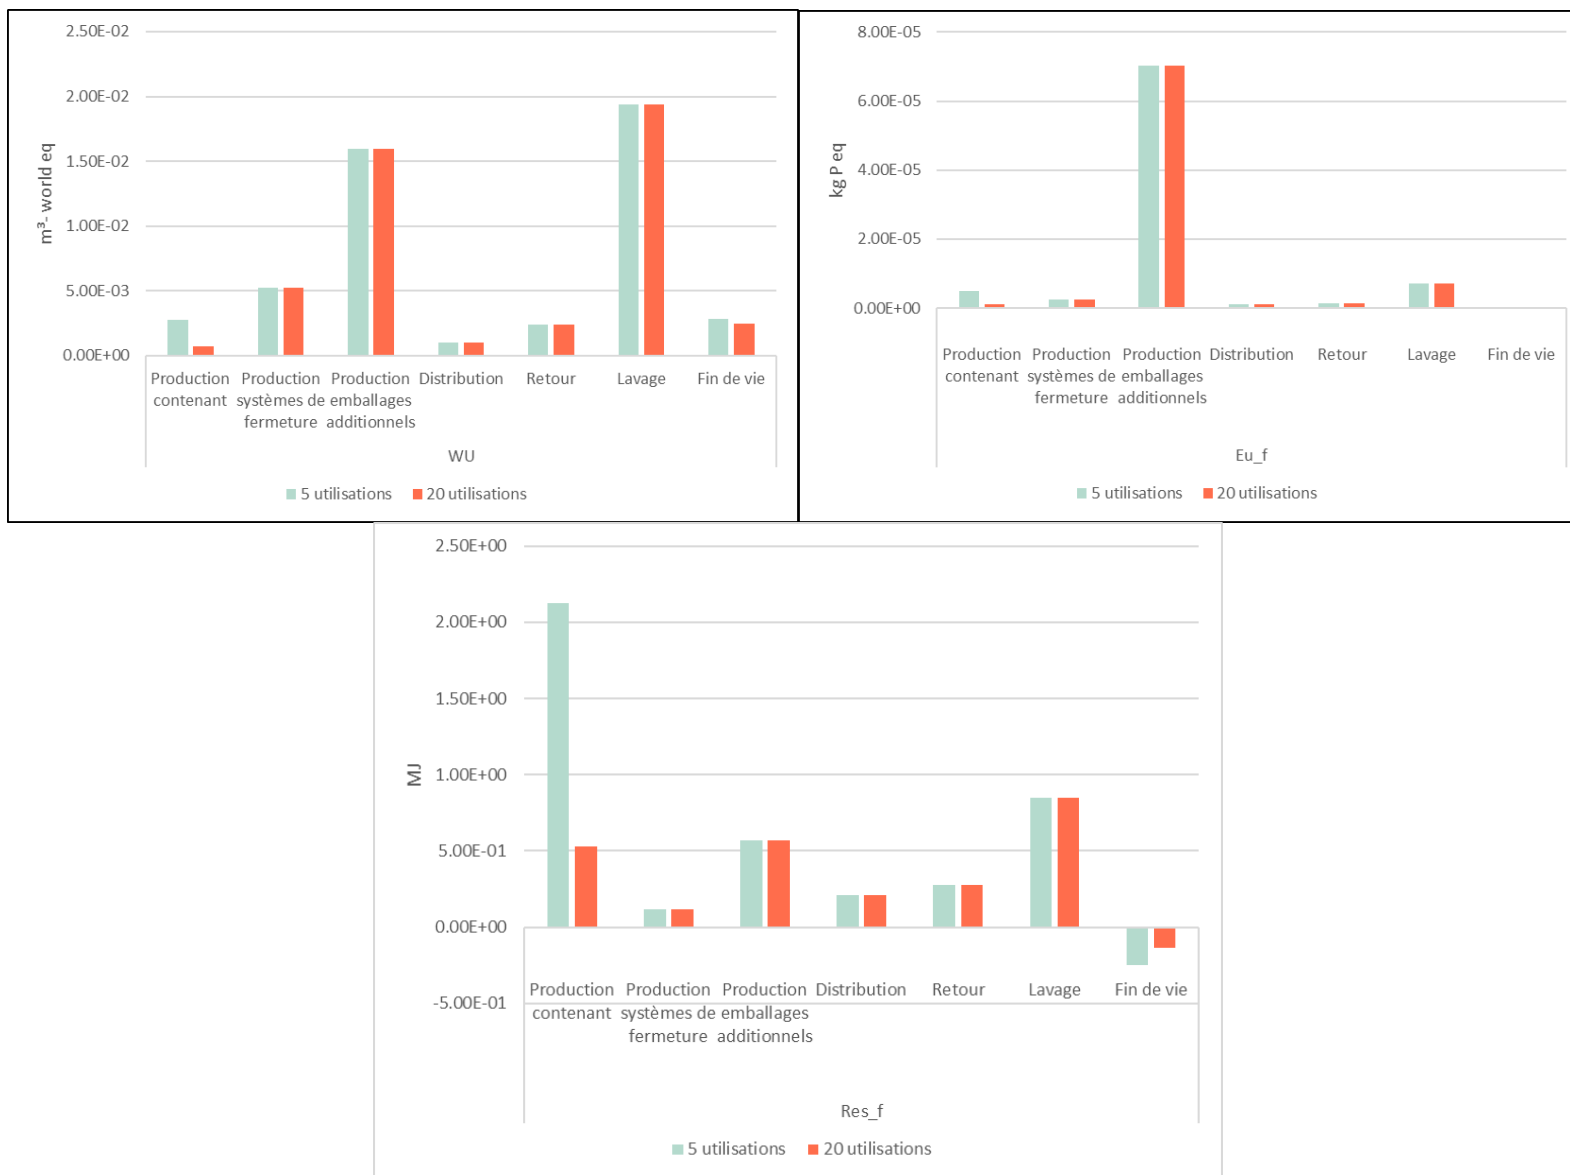 2.50E-02
2.00E-02
1.50E-02
1.00E-02
5.00E-03
0.00E+00
m³- world eq
Production Production Production Distribution Retour Lavage Fin de vie
contenant systèmes de emballages
fermeture additionnels
WU
5 utilisations 20 utilisations
8.00E-05
6.00E-05
4.00E-05
2.00E-05
0.00E+00
kg P eq
Production Production Production Distribution Retour Lavage Fin de vie
contenant systèmes de emballages
fermeture additionnels
Eu_f
5 utilisations 20 utilisations
2.50E+00
2.00E+00
1.50E+00
1.00E+00
5.00E-01
0.00E+00
-5.00E-01
MJ
Production Production Production Distribution Retour Lavage Fin de vie
contenant systèmes de emballages
fermeture additionnels
Res_f
5 utilisations 20 utilisations